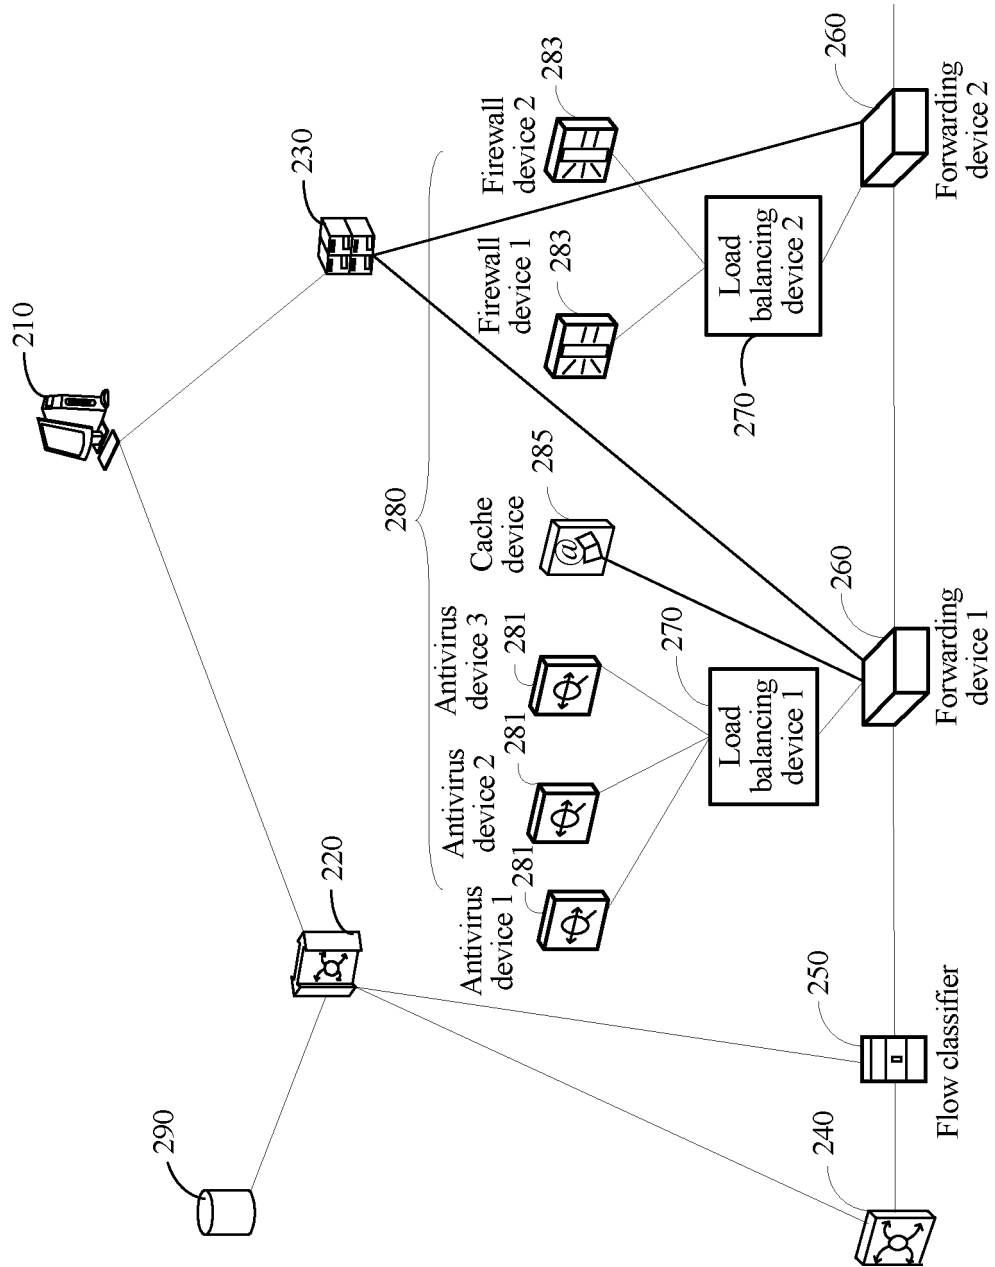 210
290
220
230
280
Antivirus
device 1
281
Antivirus
device 2
281
Antivirus
device 3
281
Cache
device
285
Firewall
device 1
283
Firewall
device 2
283
270
Load
balancing
device 1
Load
balancing
device 2
270
240
250
Flow classifier
260
Forwarding
device 1
260
Forwarding
device 2
@